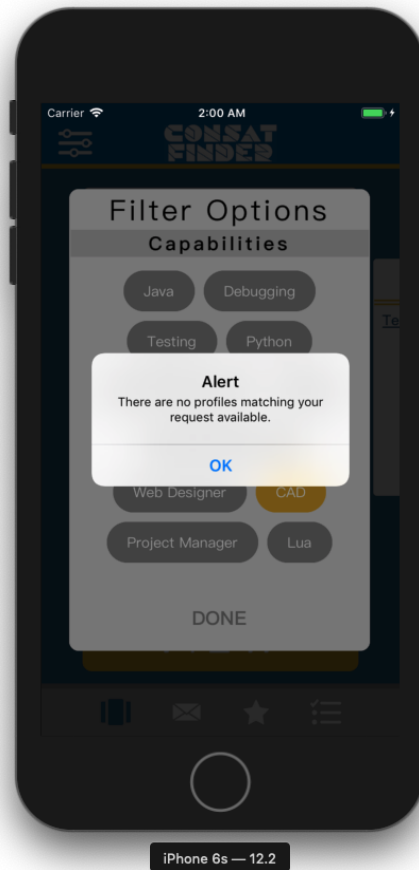 Carrier 2:00 AM
CONSAT
FINDER
Filter Options
Capabilities
Java Debugging
Te
Testing Python
Alert
There are no profiles matching your
request available.
OK
Web Designer CAD
Project Manager Lua
DONE
iPhone 6s — 12.2